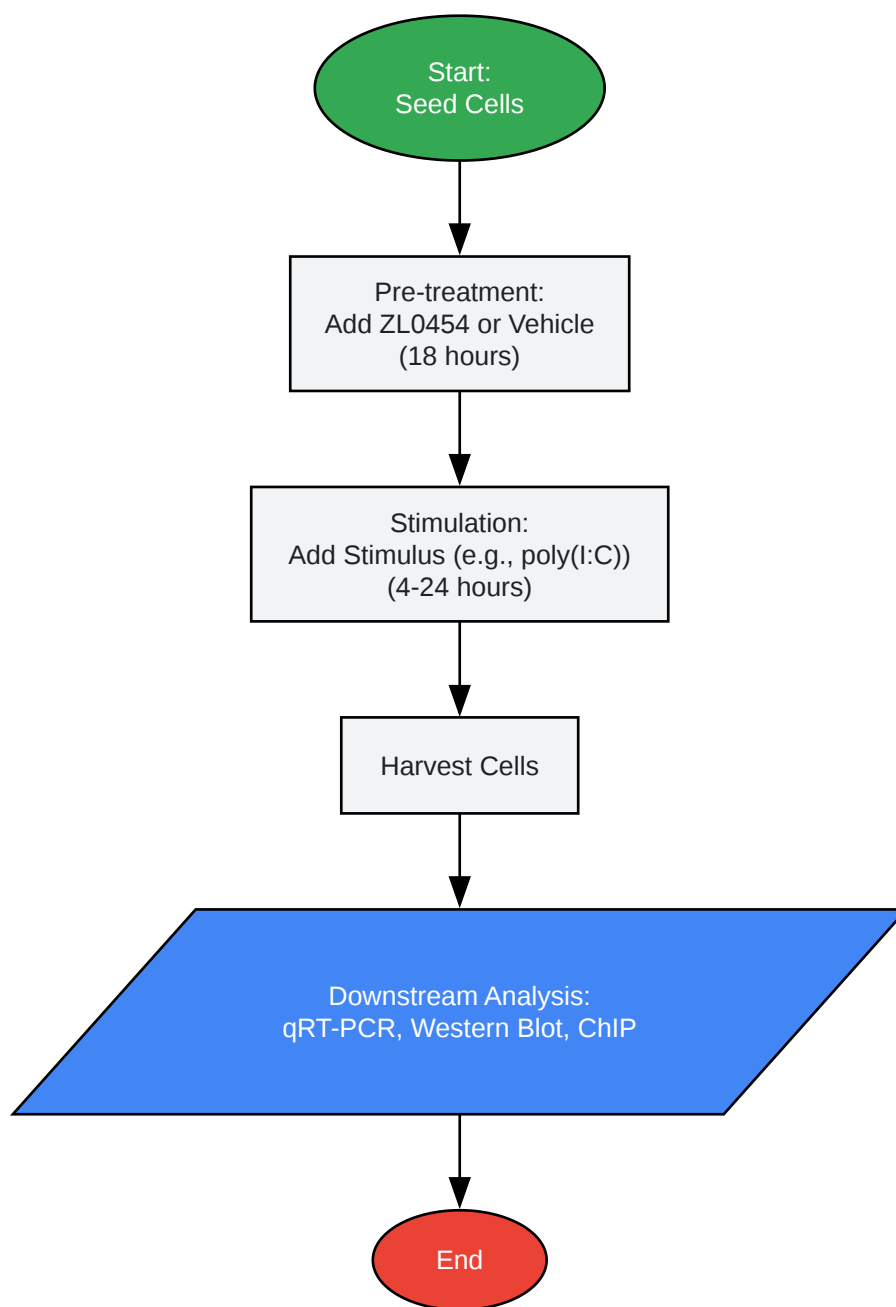 Start:
Seed Cells
Pre-treatment:
Add ZL0454 or Vehicle
(18 hours)
Stimulation:
Add Stimulus (e.g., poly(I:C))
(4-24 hours)
Harvest Cells
Downstream Analysis:
qRT-PCR, Western Blot, ChIP
End